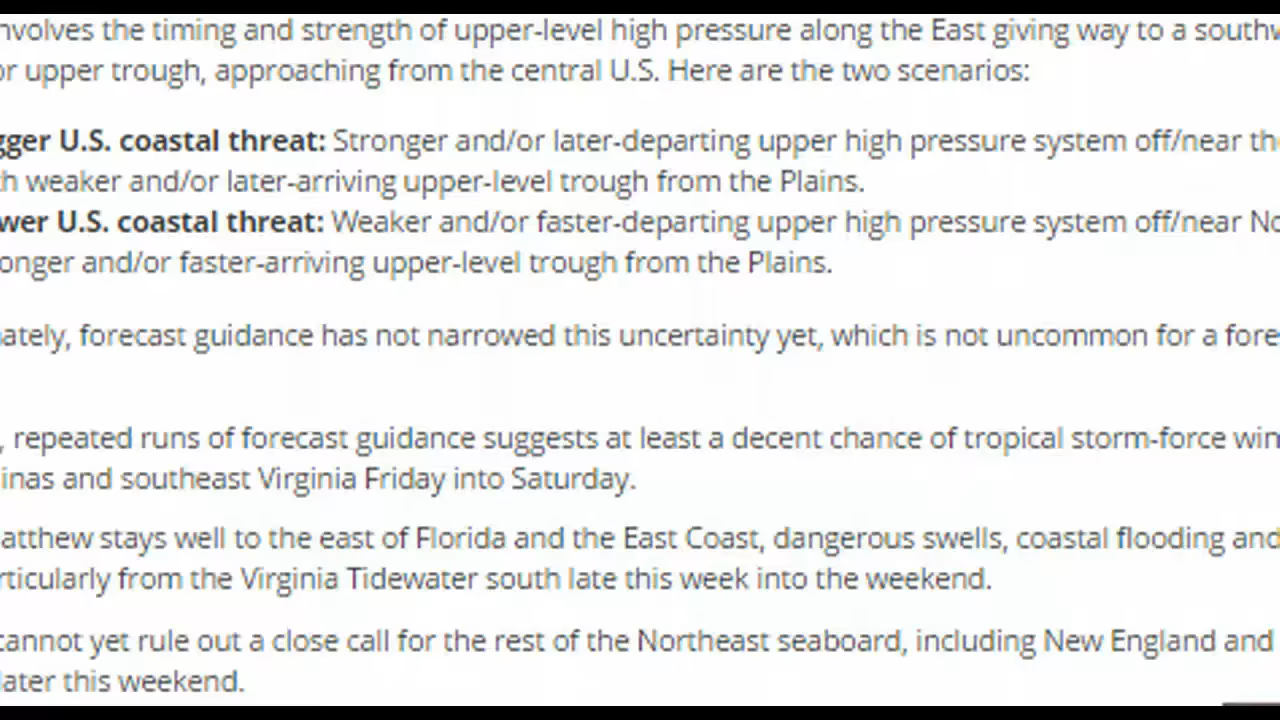 nvolves the timing and strength of upper-level high pressure along the East giving way to a southw
or upper trough, approaching from the central U.S. Here are the two scenarios:
gger U.S. coastal threat: Stronger and/or later-departing upper high pressure system off/near the
th weaker and/or later-arriving upper-level trough from the Plains.
wer U.S. coastal threat: Weaker and/or faster-departing upper high pressure system off/near No
onger and/or faster-arriving upper-level trough from the Plains.
ately, forecast guidance has not narrowed this uncertainty yet, which is not uncommon for a fore
, repeated runs of forecast guidance suggests at least a decent chance of tropical storm-force win
inas and southeast Virginia Friday into Saturday.
atthew stays well to the east of Florida and the East Coast, dangerous swells, coastal flooding and
rticularly from the Virginia Tidewater south late this week into the weekend.
cannot yet rule out a close call for the rest of the Northeast seaboard, including New England and
later this weekend.